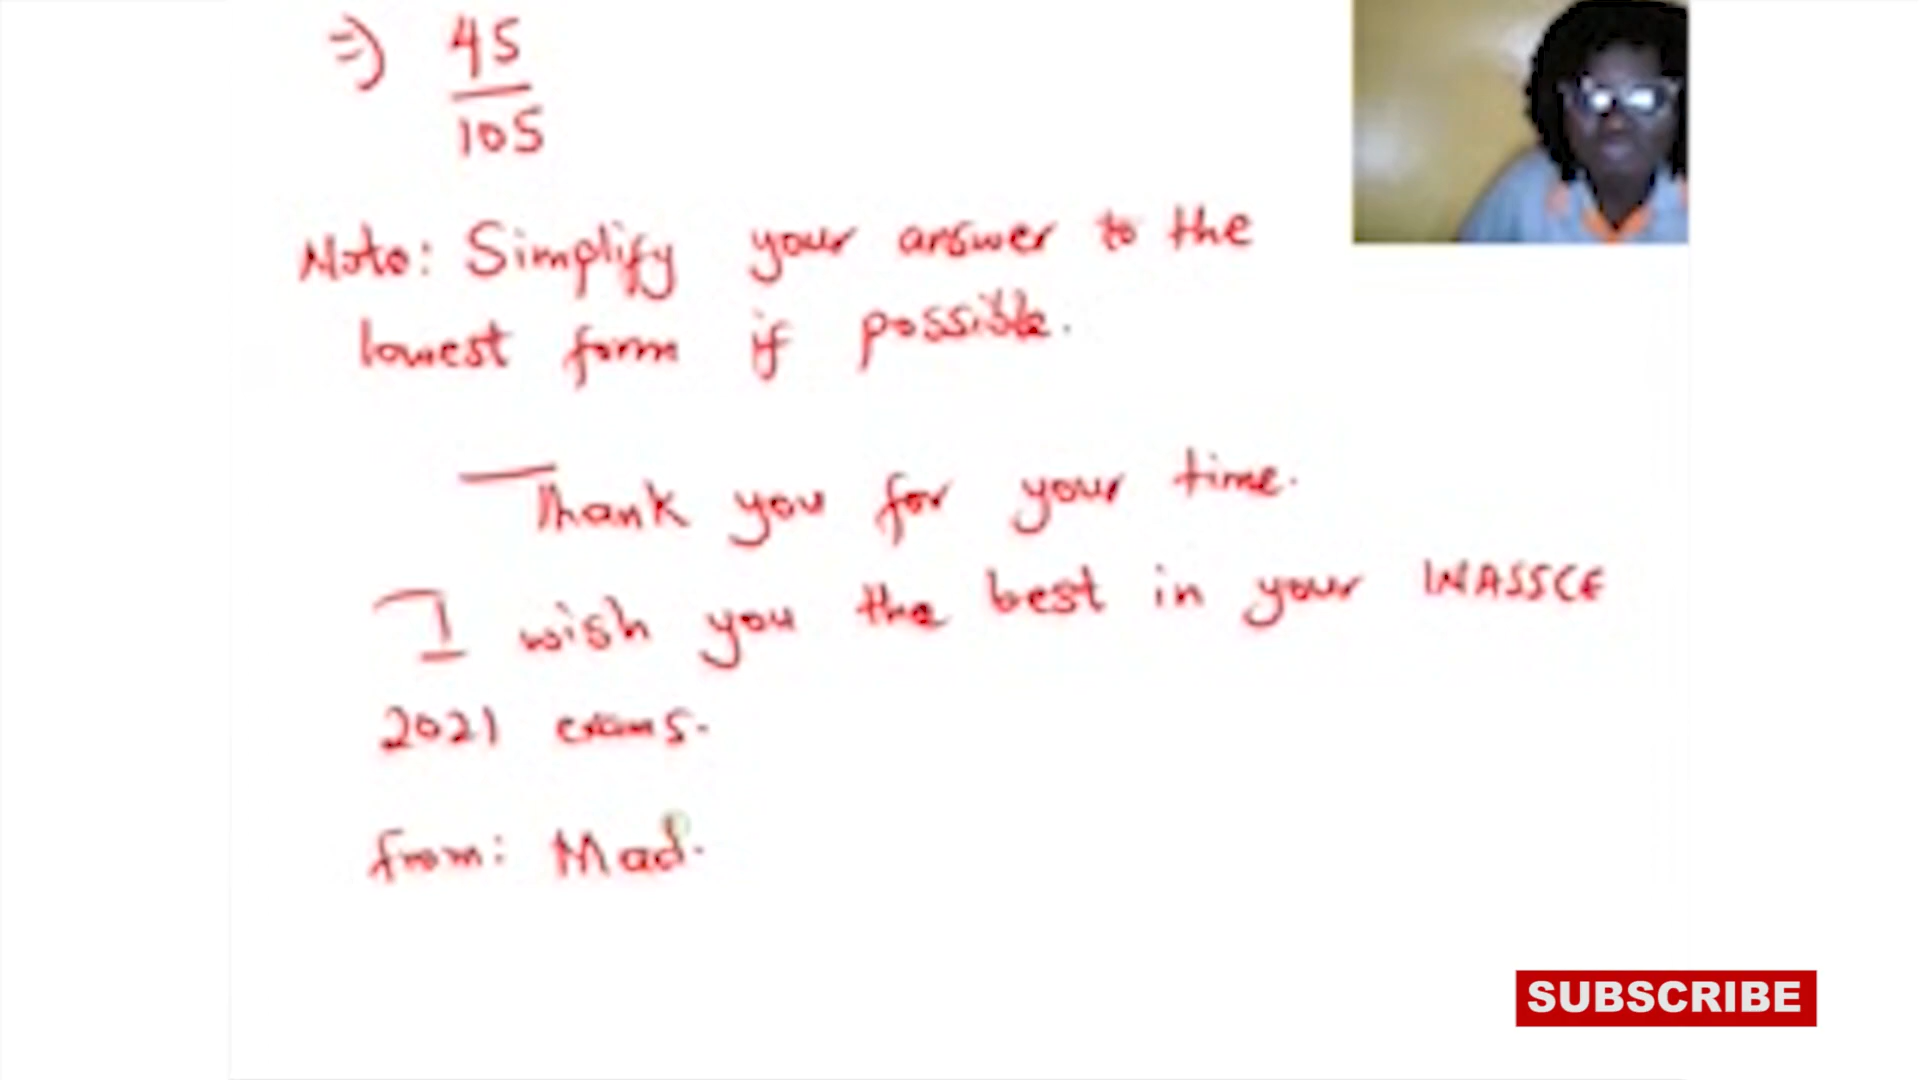 ⇒ 45
105
Note: Simplify your answer to the
lowest form if possible.
Thank you for your time.
I wish you the best in your WASSCE
2021 exams.
from: Mad.
SUBSCRIBE